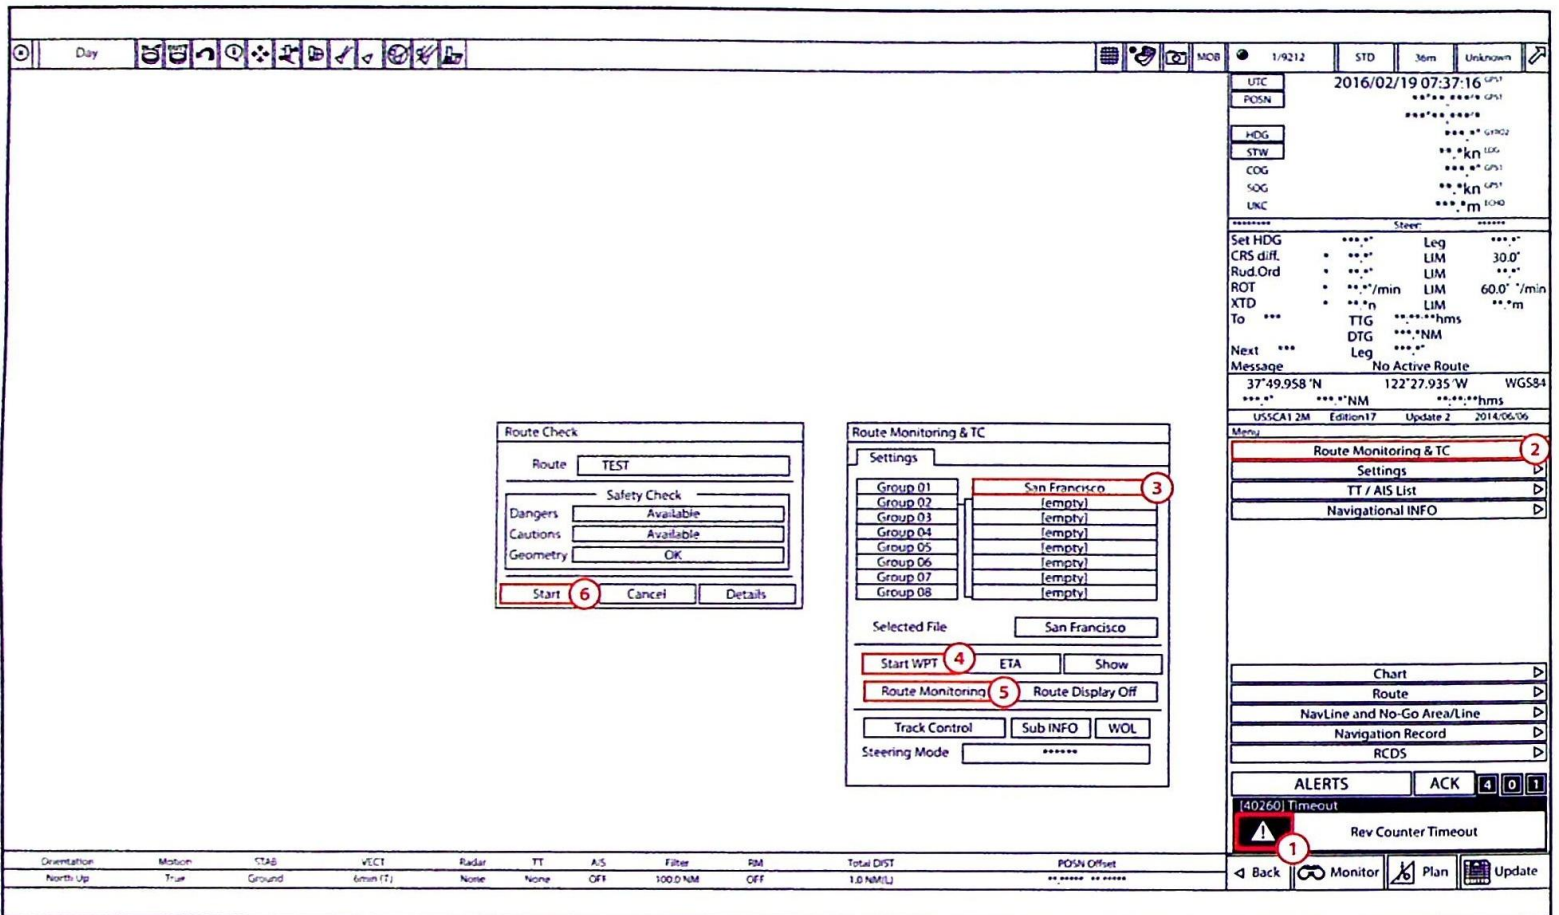 Day MOB 1/9212 STD 36m Unknown
UTC 2016/02/19 07:37:16 GPS1
POSN **°**.***'* GPS1
***°**.***'*
HDG ***.*° GYRO2
STW **.*kn LOG
COG ***.*° GPS1
SOG **.*kn GPS1
UKC ***.*m ECHO
******** Steer: ******
Set HDG ***.*° Leg ***.*°
CRS diff. * **.*° LIM 30.0°
Rud.Ord * **.*° LIM **.*°
ROT * **.*°/min LIM 60.0° °/min
XTD * **.*n LIM **.*m
To *** TTG **:**:**hms
DTG ***.*NM
Next *** Leg ***.*°
Message No Active Route
37°49.958 'N 122°27.935 'W WGS84
***.*° ***.*'NM **:**:**hms
US5CA12M Edition17 Update 2 2014/06/06
Menu
Route Monitoring & TC 2
Settings
TT / AIS List
Navigational INFO
Route Check
Route TEST
Safety Check
Dangers Available
Cautions Available
Geometry OK
Start 6 Cancel Details
Route Monitoring & TC
Settings
Group 01 San Francisco 3
Group 02 [empty]
Group 03 [empty]
Group 04 [empty]
Group 05 [empty]
Group 06 [empty]
Group 07 [empty]
Group 08 [empty]
Selected File San Francisco
Start WPT 4 ETA Show
Route Monitoring 5 Route Display Off
Track Control Sub INFO WOL
Steering Mode ******
Chart
Route
NavLine and No-Go Area/Line
Navigation Record
RCDS
ALERTS ACK 4 0 1
[40260] Timeout
Rev Counter Timeout
1
Back Monitor Plan Update
Orientation Motion STAB VECT Radar TT AIS Filter RM Total DIST POSN Offset
North Up True Ground 6min (T) None None OFF 100.0 NM OFF 1.0 NM(L) **.***** **.*****